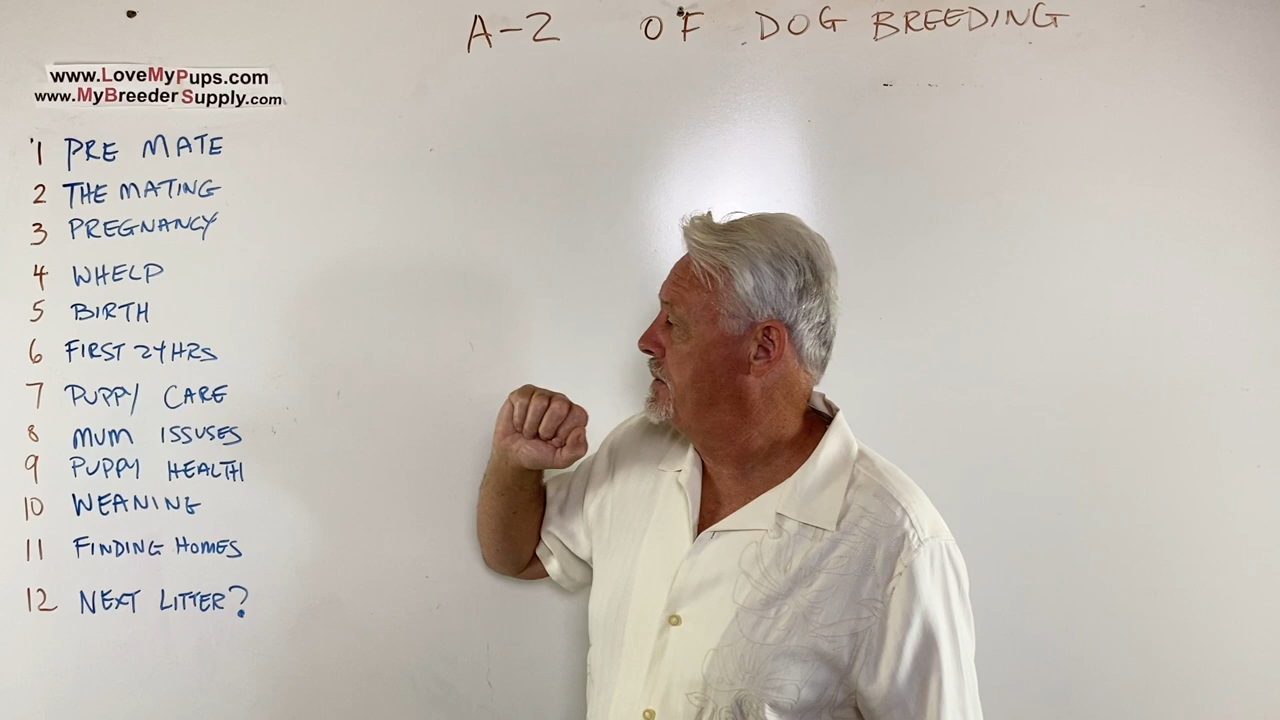 A-Z OF DOG BREEDING
www.LoveMyPups.com
www.MyBreederSupply.com
1 PRE MATE
2 THE MATING
3 PREGNANCY
4 WHELP
5 BIRTH
6 FIRST 24HRS
7 PUPPY CARE
8 MUM ISSUSES
9 PUPPY HEALTH
10 WEANING
11 FINDING HOMES
12 NEXT LITTER?